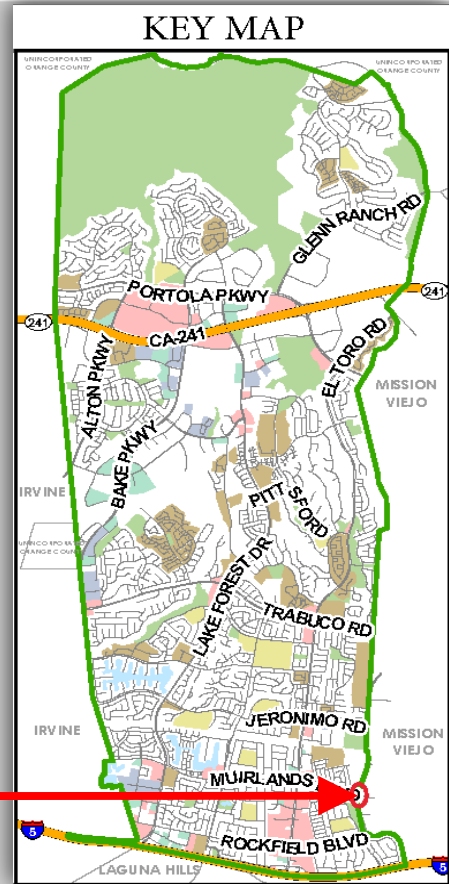 KEY MAP
UNINCORPORATED
ORANGE COUNTY
UNINCORPORATED
ORANGE COUNTY
GLENN RANCH RD
PORTOLA PKWY
241
241
CA-241
EL TORO RD
ALTON PKWY
MISSION
VIEJO
BAKE PKWY
IRVINE
PITTSFORD
UNINCORPORATED
ORANGE COUNTY
LAKE FOREST DR
TRABUCO RD
JERONIMO RD
IRVINE
MISSION
VIEJO
MUIRLANDS
5
ROCKFIELD BLVD
5
LAGUNA HILLS